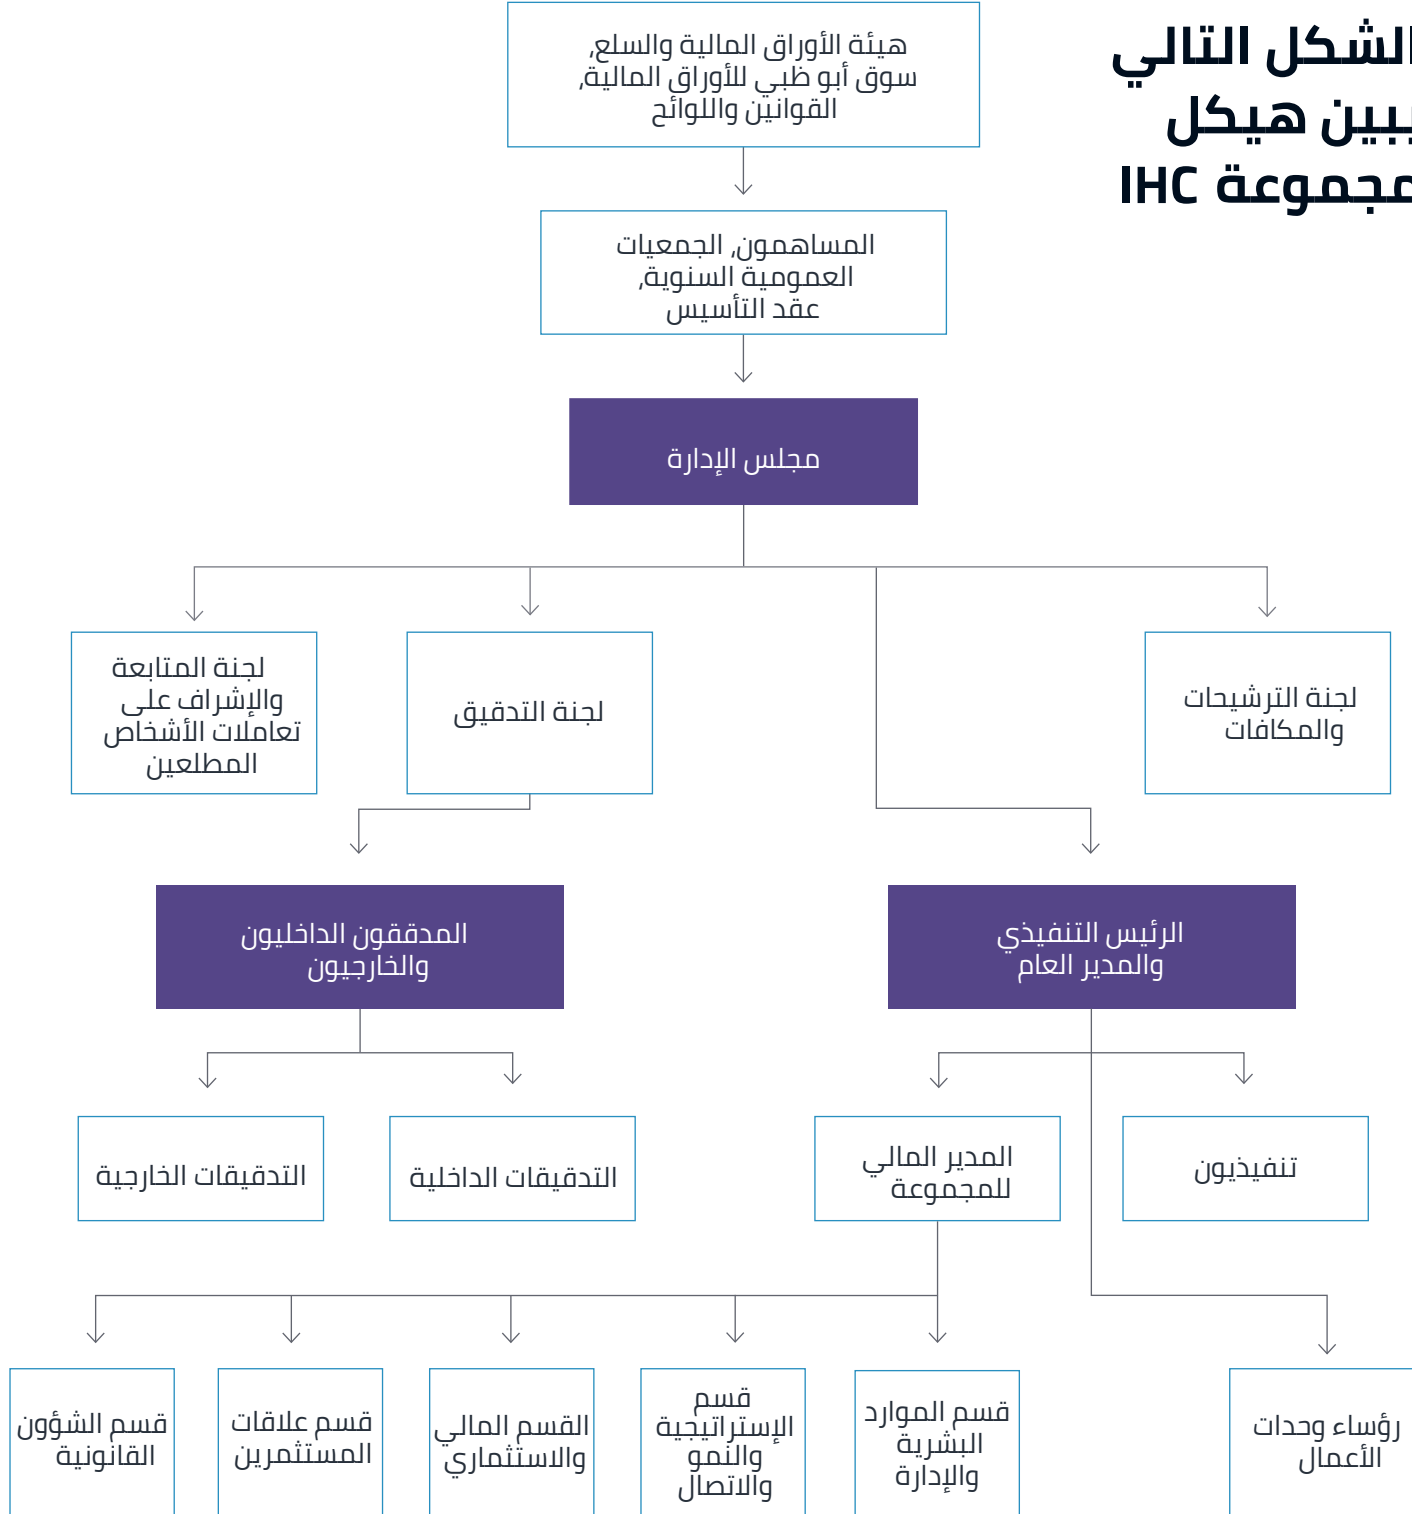 الشكل التالي
يبين هيكل
مجموعة IHC
هيئة الأوراق المالية والسلع,
سوق أبو ظبي للأوراق المالية,
القوانين واللوائح
المساهمون, الجمعيات
العمومية السنوية,
عقد التأسيس
مجلس الإدارة
لجنة الترشيحات
والمكافات
لجنة التدقيق
لجنة المتابعة
والإشراف على
تعاملات الأشخاص
المطلعين
الرئيس التنفيذي
والمدير العام
المدققون الداخليون
والخارجيون
تنفيذيون
المدير المالي
للمجموعة
التدقيقات الداخلية
التدقيقات الخارجية
رؤساء وحدات
الأعمال
قسم الموارد
البشرية
والإدارة
قسم
الإستراتيجية
والنمو
والاتصال
القسم المالي
والاستثماري
قسم علاقات
المستثمرين
قسم الشؤون
القانونية